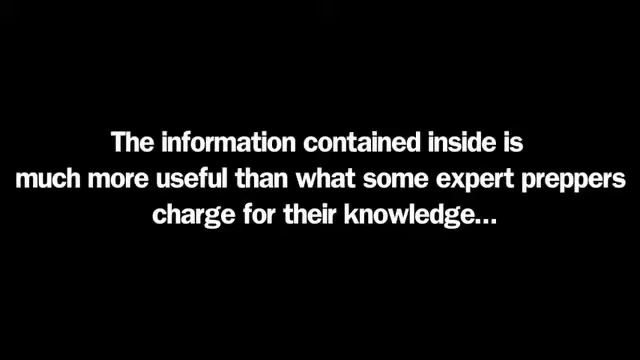 The information contained inside is
much more useful than what some expert preppers
charge for their knowledge...